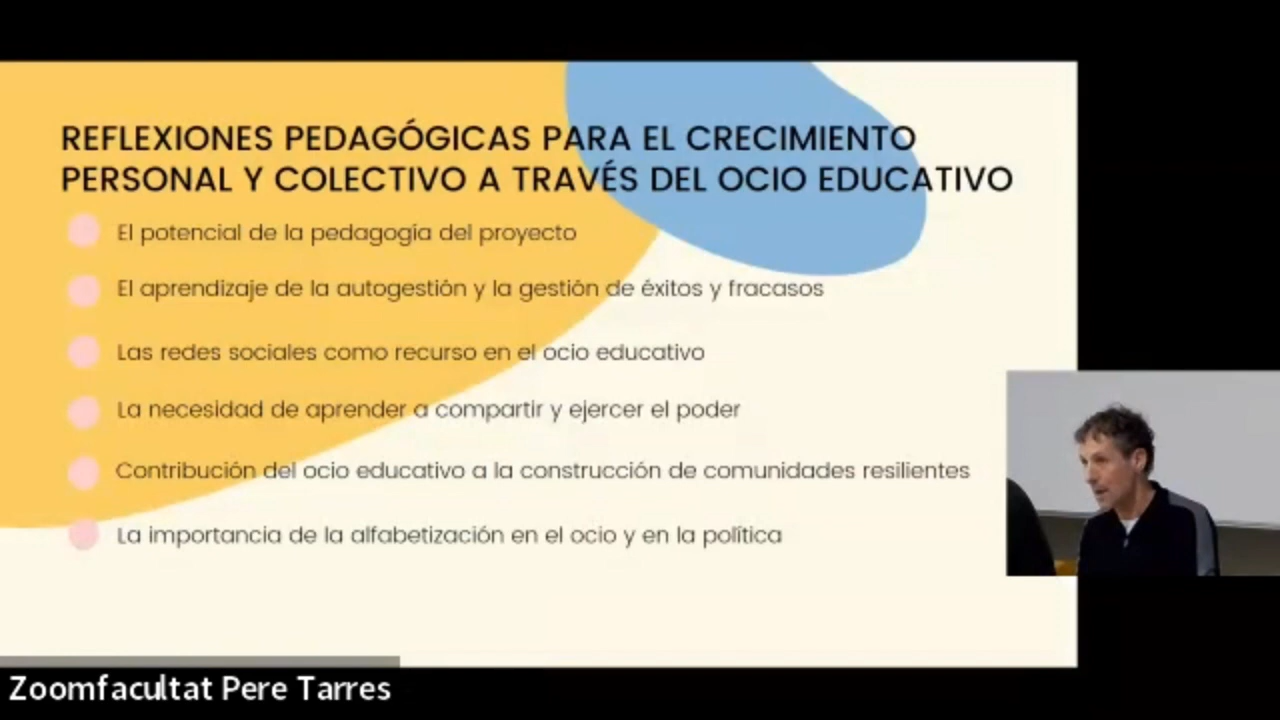 REFLEXIONES PEDAGÓGICAS PARA EL CRECIMIENTO
PERSONAL Y COLECTIVO A TRAVÉS DEL OCIO EDUCATIVO
El potencial de la pedagogía del proyecto
El aprendizaje de la autogestión y la gestión de éxitos y fracasos
Las redes sociales como recurso en el ocio educativo
La necesidad de aprender a compartir y ejercer el poder
Contribución del ocio educativo a la construcción de comunidades resilientes
La importancia de la alfabetización en el ocio y en la política
Zoomfacultat Pere Tarres